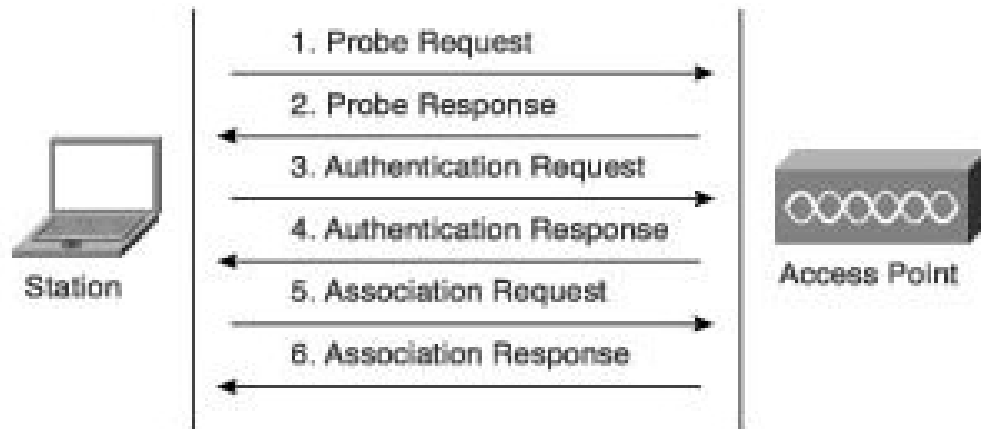 1. Probe Request
2. Probe Response
3. Authentication Request
4. Authentication Response
Station
Access Point
5. Association Request
6. Association Response